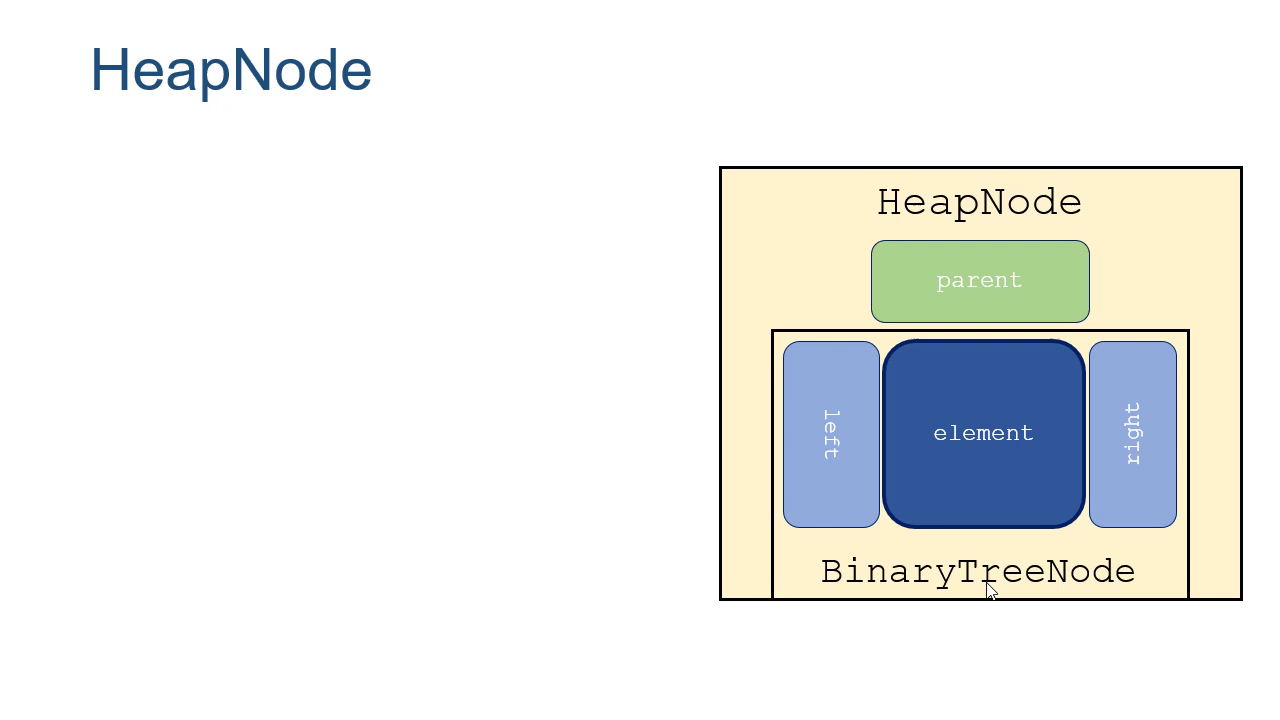 HeapNode
HeapNode
parent
left
element
right
BinaryTreeNode